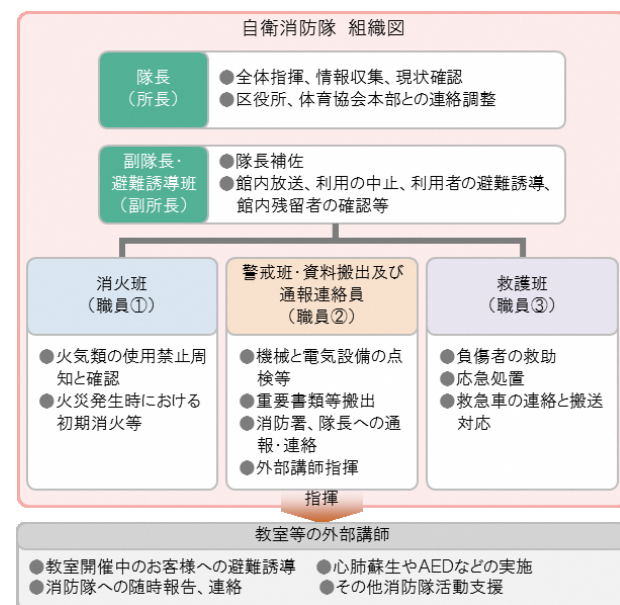 自衛消防隊 組織図
隊長
（所長）
●全体指揮、情報収集、現状確認
●区役所、体育協会本部との連絡調整
副隊長・
避難誘導班
（副所長）
●隊長補佐
●館内放送、利用の中止、利用者の避難誘導、
館内残留者の確認等
消火班
（職員①）
●火気類の使用禁止周
知と確認
●火災発生時における
初期消火等
警戒班・資料搬出及び
通報連絡員
（職員②）
●機械と電気設備の点
検等
●重要書類等搬出
●消防署、隊長への通
報・連絡
●外部講師指揮
救護班
（職員③）
●負傷者の救助
●応急処置
●救急車の連絡と搬送
対応
指揮
教室等の外部講師
●教室開催中のお客様への避難誘導
●消防隊への随時報告、連絡
●心肺蘇生やAEDなどの実施
●その他消防隊活動支援